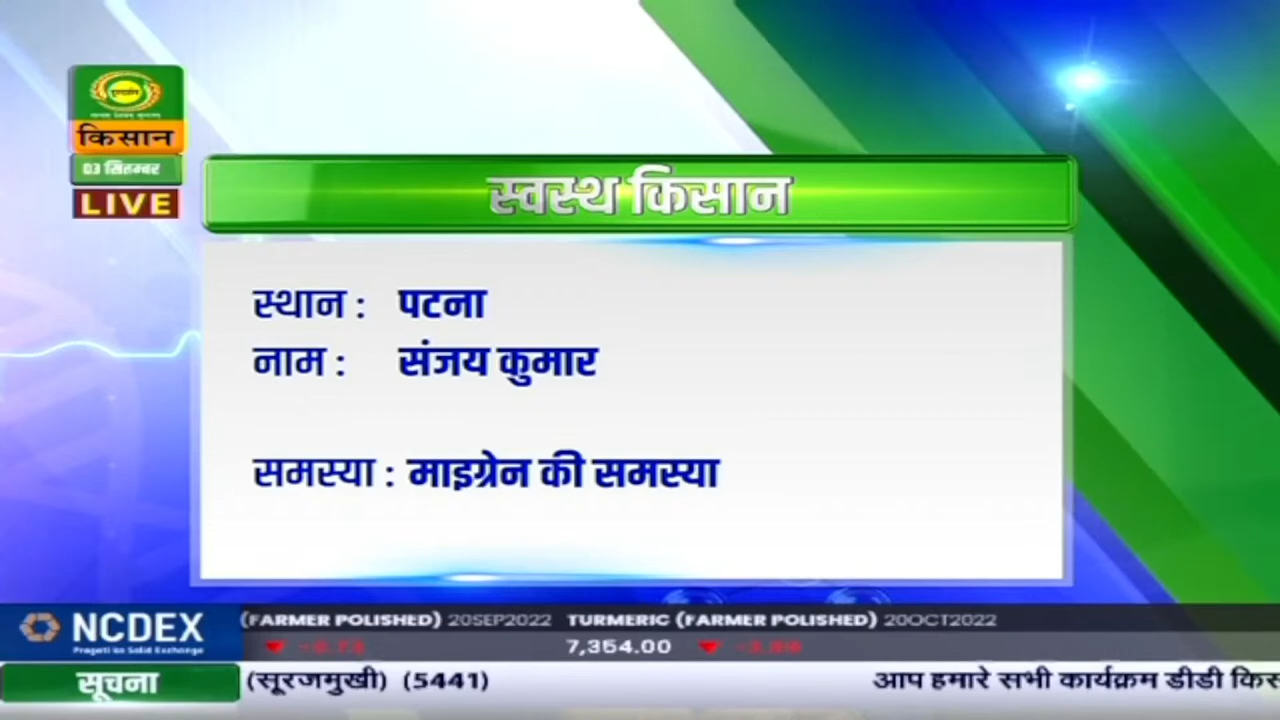 किसान
03 सितम्बर
LIVE
स्वस्थ किसान
स्थान : पटना
नाम : संजय कुमार
समस्या : माइग्रेन की समस्या
NCDEX
(FARMER POLISHED) 20SEP2022 TURMERIC (FARMER POLISHED) 20OCT2022
7,354.00
सूचना
(सूरजमुखी) (5441) आप हमारे सभी कार्यक्रम डीडी किस